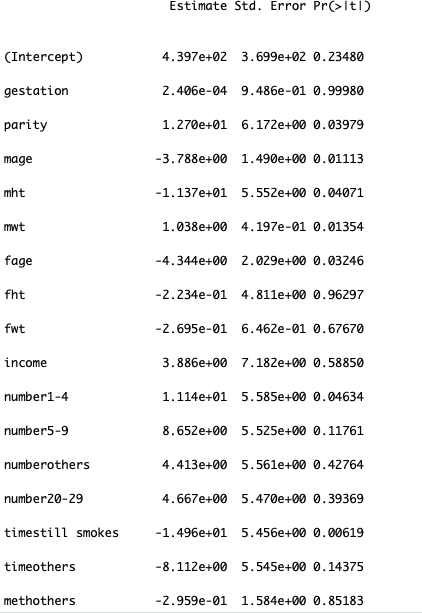 Estimate Std. Error Pr(>|t|)
(Intercept) 4.397e+02 3.699e+02 0.23480
gestation 2.406e-04 9.486e-01 0.99980
parity 1.270e+01 6.172e+00 0.03979
mage -3.788e+00 1.490e+00 0.01113
mht -1.137e+01 5.552e+00 0.04071
mwt 1.038e+00 4.197e-01 0.01354
fage -4.344e+00 2.029e+00 0.03246
fht -2.234e-01 4.811e+00 0.96297
fwt -2.695e-01 6.462e-01 0.67670
income 3.886e+00 7.182e+00 0.58850
number1-4 1.114e+01 5.585e+00 0.04634
number5-9 8.652e+00 5.525e+00 0.11761
numberothers 4.413e+00 5.561e+00 0.42764
number20-29 4.667e+00 5.470e+00 0.39369
timestill smokes -1.496e+01 5.456e+00 0.00619
timeothers -8.112e+00 5.545e+00 0.14375
methothers -2.959e-01 1.584e+00 0.85183